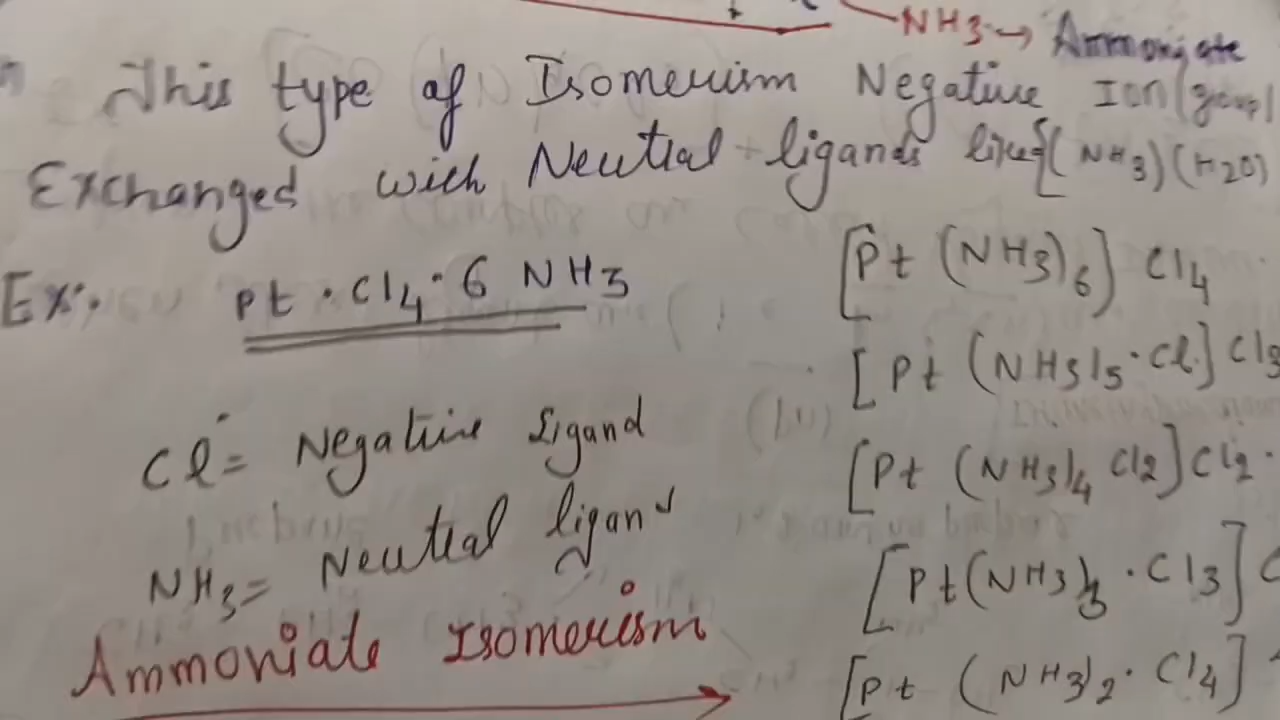 NH3→ Ammoniate
This type of Isomerism Negative Ion (group)
Exchanged with Neutral ligands like {(NH3)(H2O)
Ex:. Pt · Cl4 · 6 NH3
[Pt (NH3)6] Cl4
[Pt (NH3)5·Cl] Cl3
Cl⁻= Negative Ligand
[Pt (NH3)4 Cl2] Cl2·
NH3= Neutral ligand
[Pt(NH3)3 ·Cl3] C
Ammoniate Isomerism
[Pt (NH3)2· Cl4]